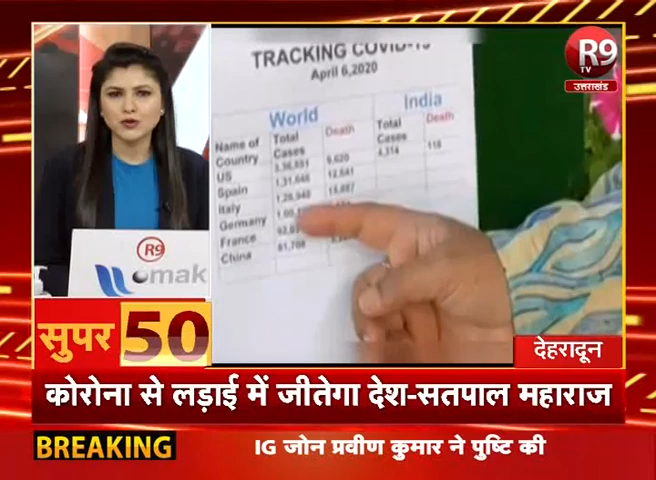 TRACKING COVID-19
April 6,2020
World
India
Name of Country
Total Cases
Death
Total Cases
Death
US
3,36,851
9,620
4,314
118
Spain
1,31,646
12,641
Italy
1,28,948
15,887
Germany
France
China
81,708
R9
TV
उत्तराखंड
R9
omak
सुपर 50
देहरादून
कोरोना से लड़ाई में जीतेगा देश-सतपाल महाराज
BREAKING
IG जोन प्रवीण कुमार ने पुष्टि की